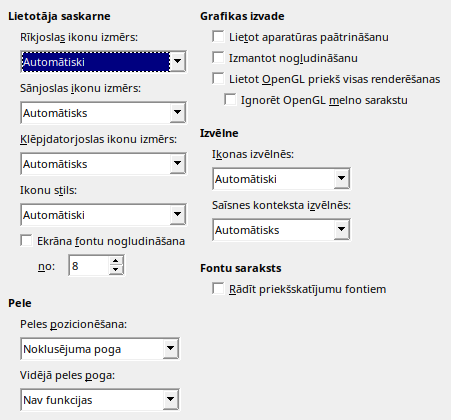 Lietotāja saskarne
Rīkjoslas ikonu izmērs:
Automātiski
Sānjoslas ikonu izmērs:
Automātisks
Klēpjdatorjoslas ikonu izmērs:
Automātisks
Ikonu stils:
Automātiski
Ekrāna fontu nogludināšana
no: 8
Pele
Peles pozicionēšana:
Noklusējuma poga
Vidējā peles poga:
Nav funkcijas
Grafikas izvade
Lietot aparatūras paātrināšanu
Izmantot nogludināšanu
Lietot OpenGL priekš visas renderēšanas
Ignorēt OpenGL melno sarakstu
Izvēlne
Ikonas izvēlnēs:
Automātiski
Saīsnes konteksta izvēlnēs:
Automātisks
Fontu saraksts
Rādīt priekšskatījumu fontiem